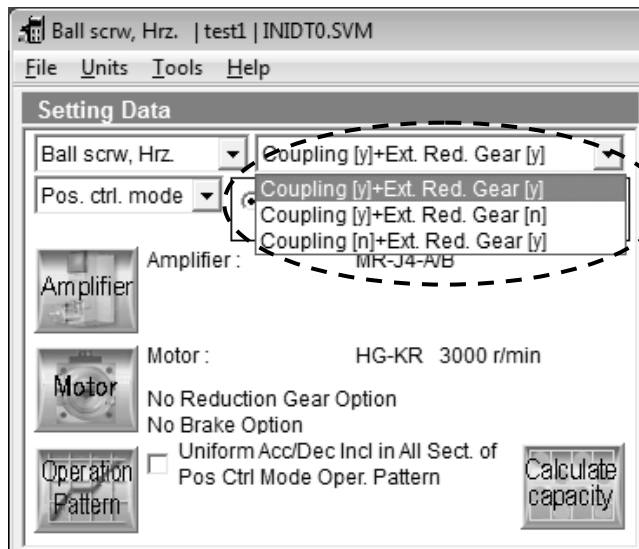 Ball scrw, Hrz. | test1 | INIDT0.SVM
File Units Tools Help
Setting Data
Ball scrw, Hrz. Coupling [y]+Ext. Red. Gear [y]
Pos. ctrl. mode Coupling [y]+Ext. Red. Gear [y]
Coupling [y]+Ext. Red. Gear [n]
Coupling [n]+Ext. Red. Gear [y]
Amplifier Amplifier : MR-J4-A/B
Motor Motor : HG-KR 3000 r/min
No Reduction Gear Option
No Brake Option
Uniform Acc/Dec Incl in All Sect. of
Pos Ctrl Mode Oper. Pattern
Operation
Pattern
Calculate
capacity